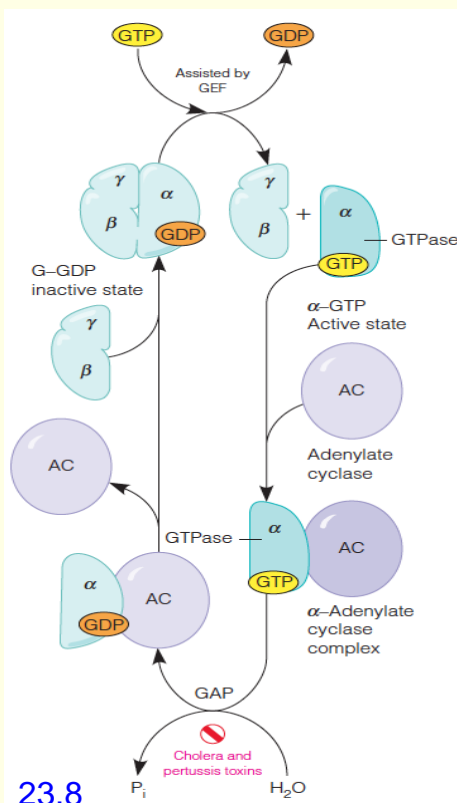 GTP
GDP
Assisted by
GEF
γ
α
β
GDP
γ
β
+
α
GTPase
GTP
G–GDP
inactive state
α–GTP
Active state
γ
β
AC
Adenylate
cyclase
AC
GTPase
α
AC
GTP
α
AC
GDP
α–Adenylate
cyclase
complex
GAP
Cholera and
pertussis toxins
Pi
H2O
23.8